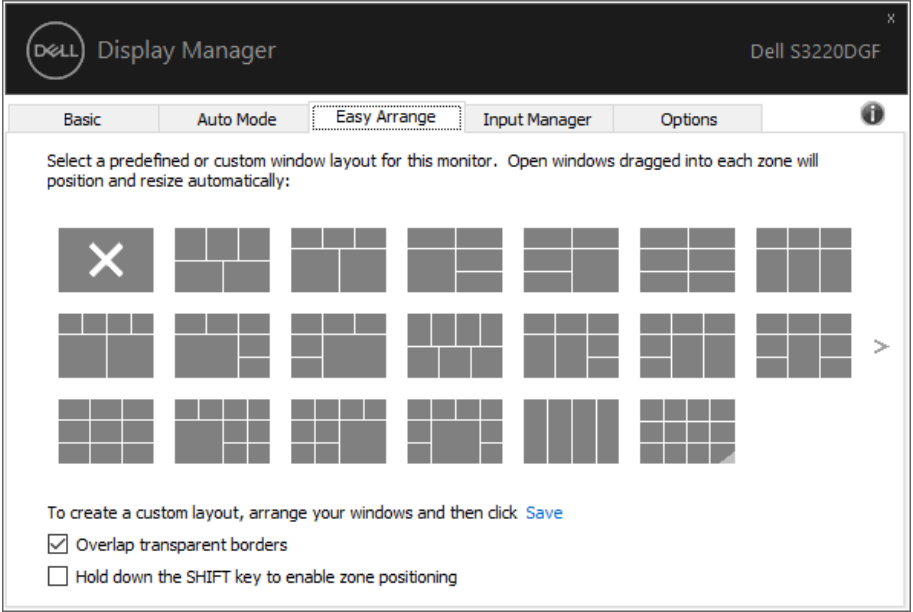 x
DELL Display Manager
Dell S3220DGF
Basic Auto Mode Easy Arrange Input Manager Options i
Select a predefined or custom window layout for this monitor. Open windows dragged into each zone will
position and resize automatically:
>
To create a custom layout, arrange your windows and then click Save
Overlap transparent borders
Hold down the SHIFT key to enable zone positioning